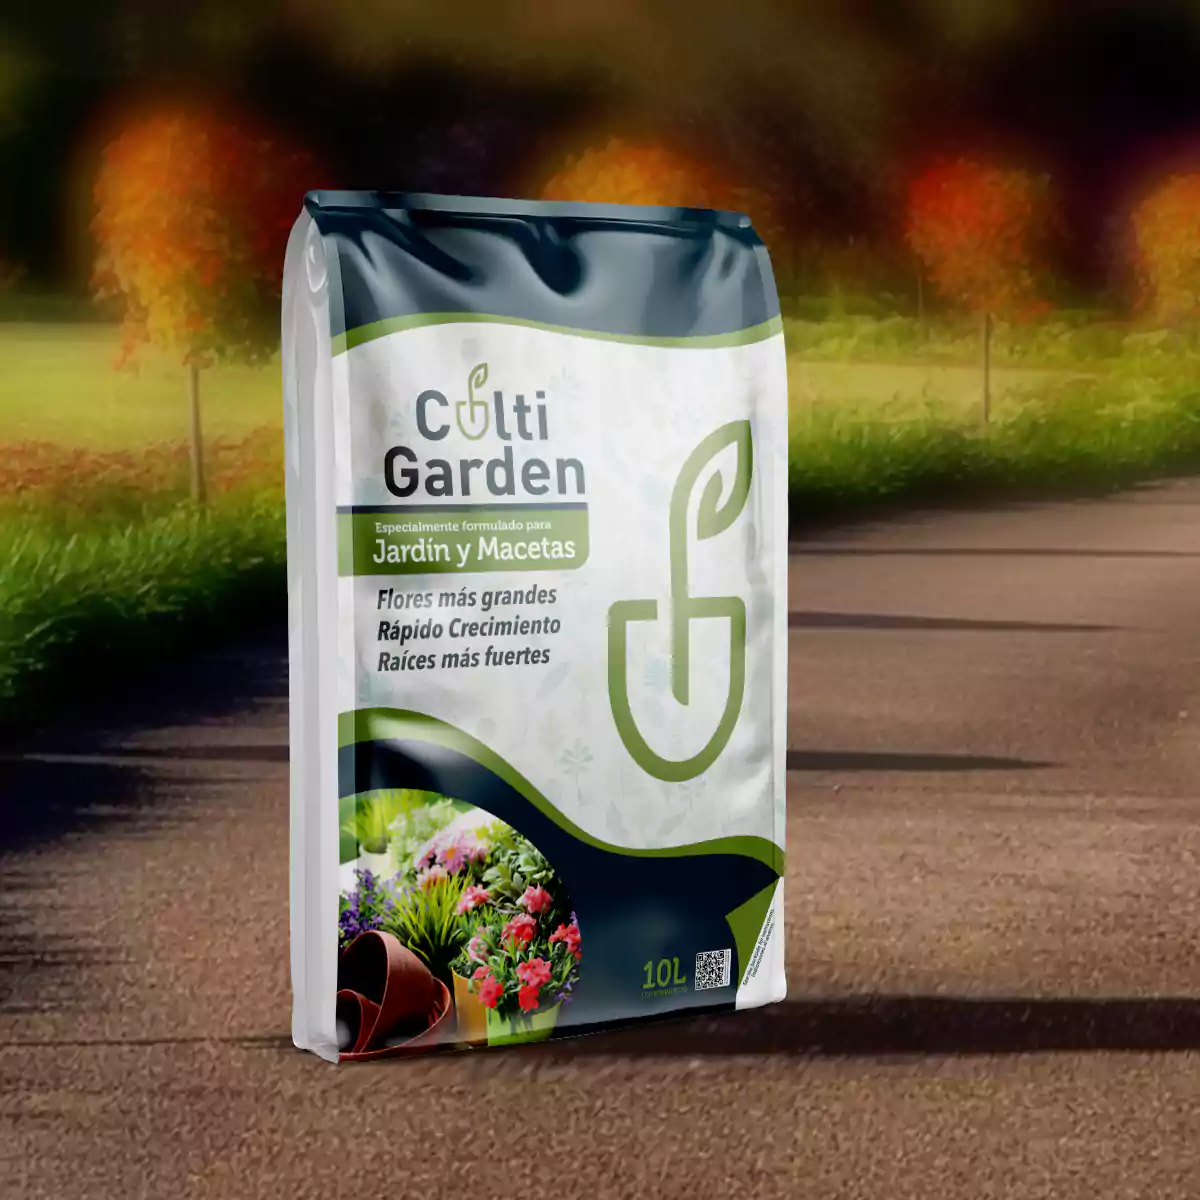 Culti
Garden
Especialmente formulado para
Jardín y Macetas
Flores más grandes
Rápido Crecimiento
Raíces más fuertes
10L